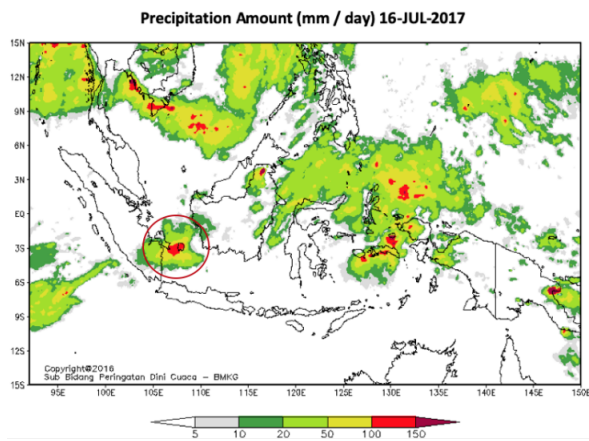 Precipitation Amount (mm / day) 16-JUL-2017
15N
12N
9N
6N
3N
EQ
3S
6S
9S
12S
15S
Copyright@2016
Sub Bidang Peringatan Dini Cuaca - BMKG
95E 100E 105E 110E 115E 120E 125E 130E 135E 140E 145E 150E
5 10 20 50 100 150